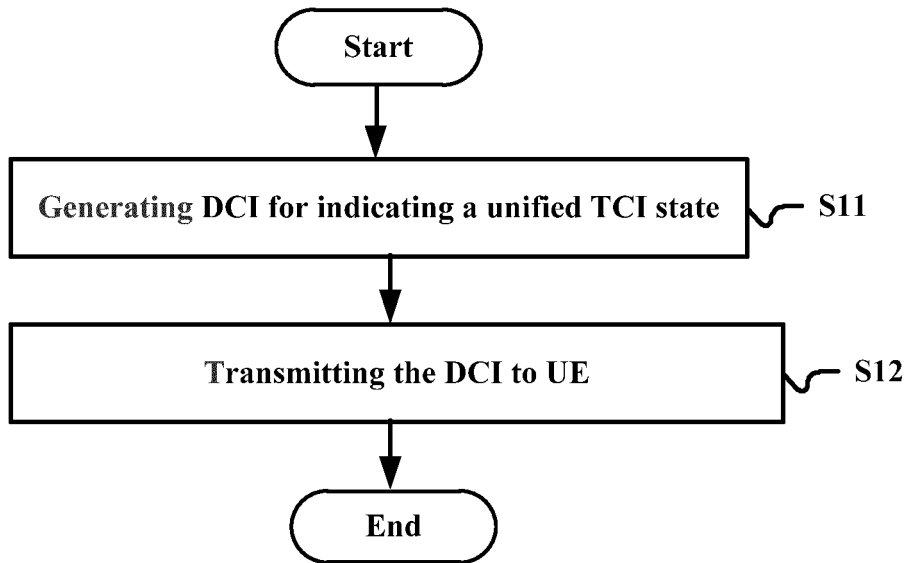 Start
Generating DCI for indicating a unified TCI state
S11
Transmitting the DCI to UE
S12
End